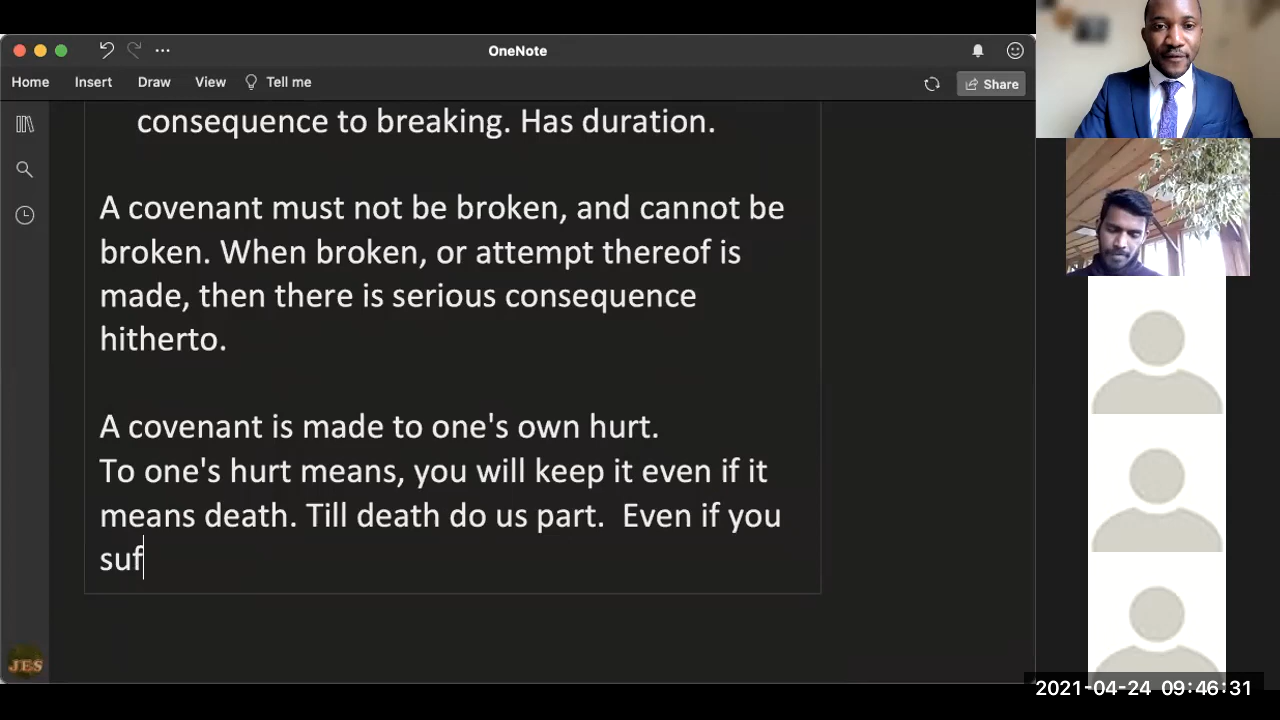 OneNote
Home Insert Draw View Tell me Share
consequence to breaking. Has duration.
A covenant must not be broken, and cannot be
broken. When broken, or attempt thereof is
made, then there is serious consequence
hitherto.
A covenant is made to one's own hurt.
To one's hurt means, you will keep it even if it
means death. Till death do us part.  Even if you
suf
JES
2021-04-24 09:46:31